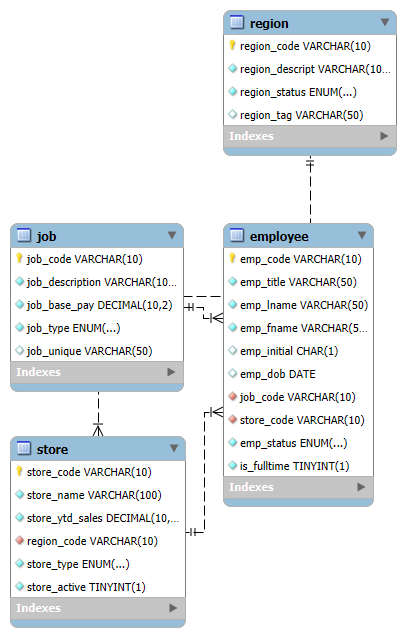 region
region_code VARCHAR(10)
region_descript VARCHAR(10...
region_status ENUM(...)
region_tag VARCHAR(50)
Indexes
job
job_code VARCHAR(10)
job_description VARCHAR(10...
job_base_pay DECIMAL(10,2)
job_type ENUM(...)
job_unique VARCHAR(50)
Indexes
employee
emp_code VARCHAR(10)
emp_title VARCHAR(50)
emp_lname VARCHAR(50)
emp_fname VARCHAR(5...
emp_initial CHAR(1)
emp_dob DATE
job_code VARCHAR(10)
store_code VARCHAR(10)
emp_status ENUM(...)
is_fulltime TINYINT(1)
Indexes
store
store_code VARCHAR(10)
store_name VARCHAR(100)
store_ytd_sales DECIMAL(10,...
region_code VARCHAR(10)
store_type ENUM(...)
store_active TINYINT(1)
Indexes